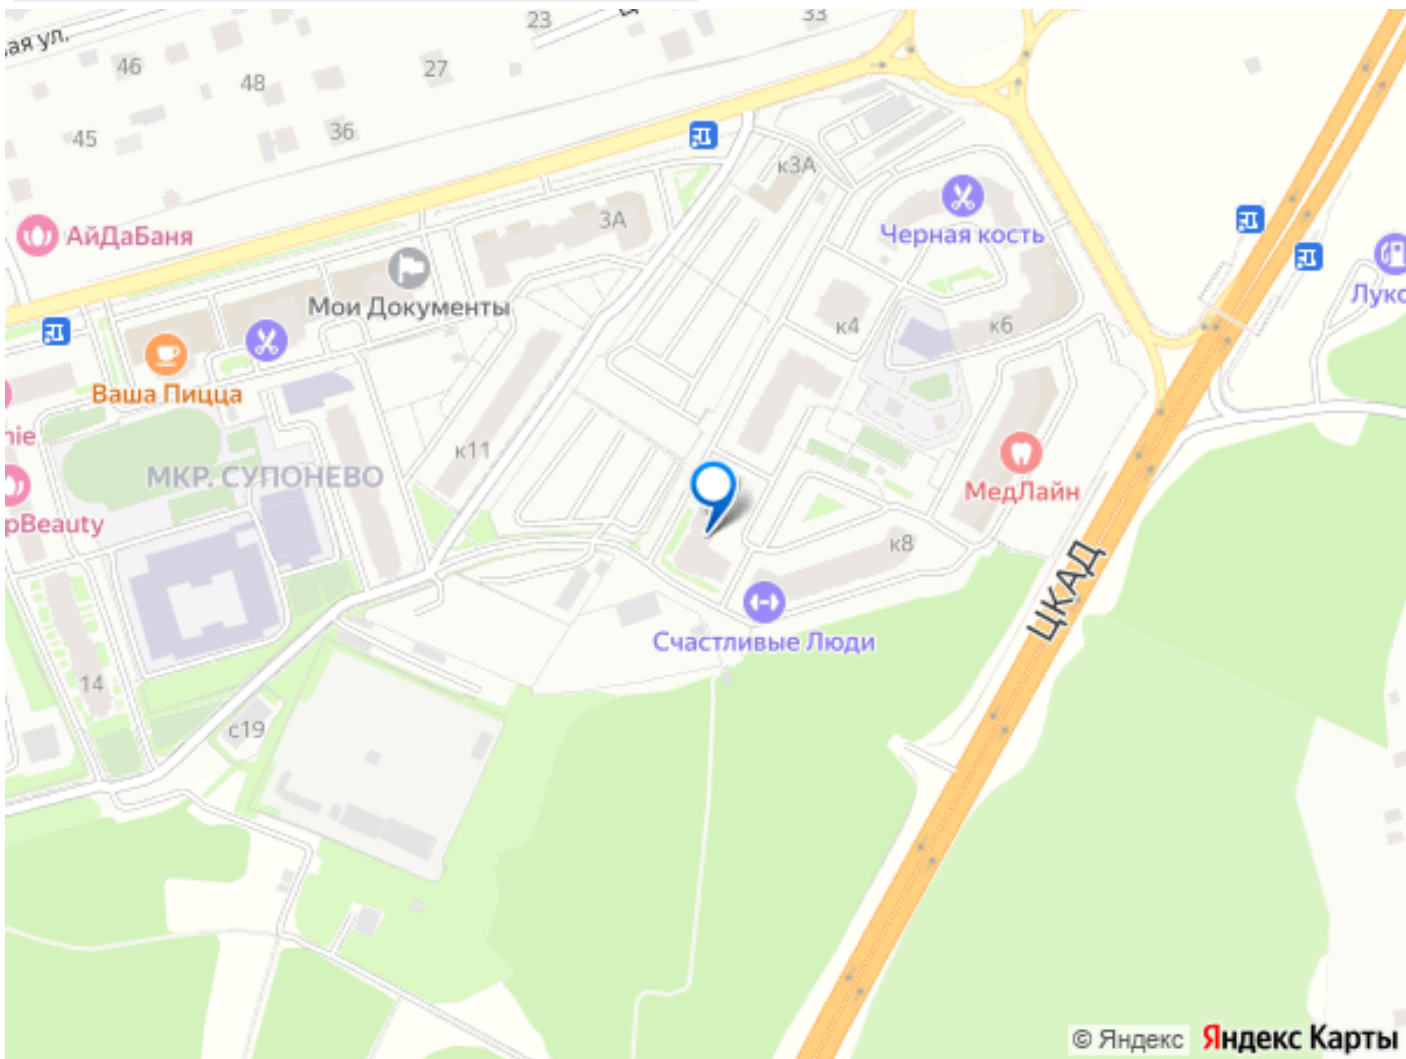 ая ул.
23
33
46
48
27
45
36
к3А
3А
АйДаБаня
Черная кость
Мои Документы
Луко
к4
к6
Ваша Пицца
nie
к11
МКР. СУПОНЕВО
МедЛайн
pBeauty
к8
ЦКАД
Счастливые Люди
14
с19
© Яндекс Яндекс Карты